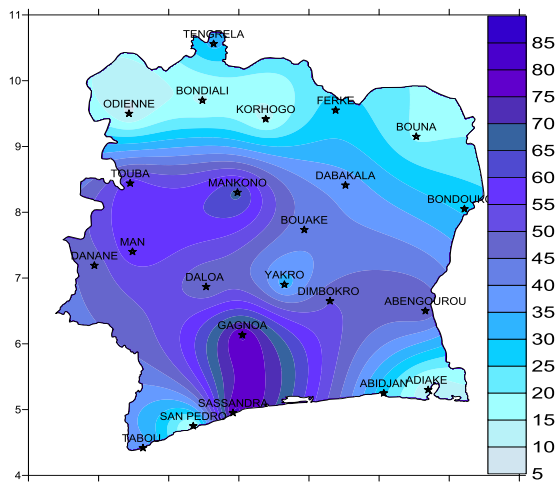 11
10
9
8
7
6
5
4
TENGRELA
BONDIALI
ODIENNE
KORHOGO
FERKE
BOUNA
TOUBA
MANKONO
DABAKALA
BONDOUKO
BOUAKE
MAN
DANANE
DALOA
YAKRO
DIMBOKRO
ABENGOUROU
GAGNOA
ABIDJAN
ADIAKE
SASSANDRA
SAN PEDRO
TABOU
85
80
75
70
65
60
55
50
45
40
35
30
25
20
15
10
5